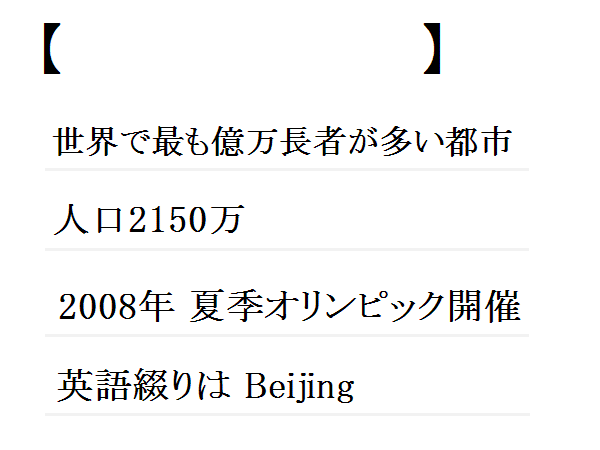 【 】
世界で最も億万長者が多い都市
人口2150万
2008年 夏季オリンピック開催
英語綴りは Beijing